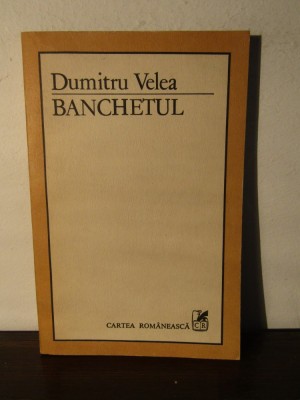 Dumitru Velea
BANCHETUL
CARTEA ROMÂNEASCĂ
CR